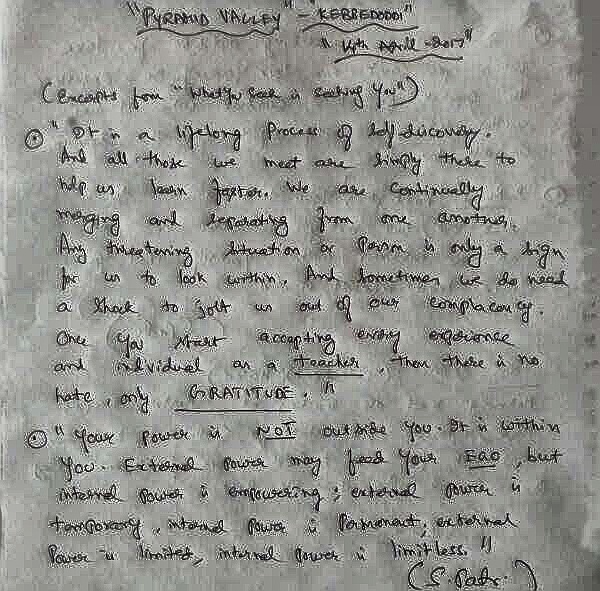 "PYRAMID VALLEY" - "KEBBEDODDI"
"14th April - 2017"
(Excerpts from "What You Seek is Seeking You")
"It is a lifelong process of self discovery.
And all those we meet are simply there to
help us learn faster. We are continually
merging and separating from one another.
Any threatening situation or person is only a sign
for us to look within, And sometimes we do need
a shock to jolt us out of our complacency.
Once you start accepting every experience
and individual as a teacher, then there is no
hate, only GRATITUDE."
"Your power is NOT outside you. It is within
you. External power may feed your EGO, but
internal power is empowering; external power is
temporary, internal power is permanent; external
power is limited, internal power is limitless."
(S. Patri.)